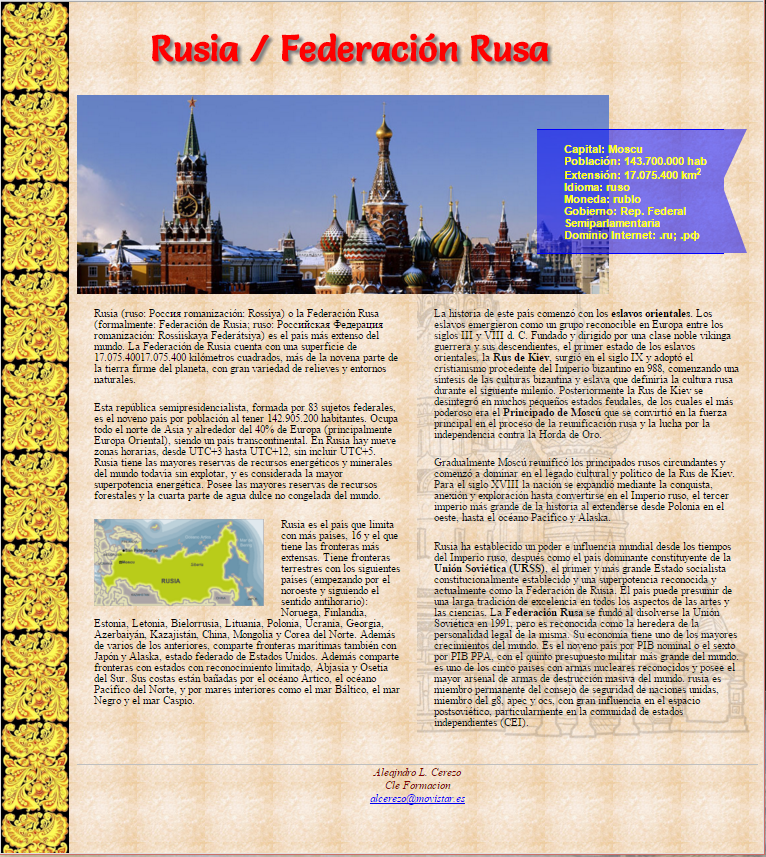 Rusia / Federación Rusa
Capital: Moscu
Población: 143.700.000 hab
Extensión: 17.075.400 km²
Idioma: ruso
Moneda: rublo
Gobierno: Rep. Federal
Semiparlamentaria
Dominio Internet: .ru; .рф
Rusia (ruso: Россия romanización: Rossiya) o la Federación Rusa
(formalmente: Federación de Rusia; ruso: Российская Федерация
romanización: Rossiiskaya Federátsiya) es el país más extenso del
mundo. La Federación de Rusia cuenta con una superficie de
17.075.40017.075.400 kilómetros cuadrados, más de la novena parte de
la tierra firme del planeta, con gran variedad de relieves y entornos
naturales.
Esta república semipresidencialista, formada por 83 sujetos federales,
es el noveno país por población al tener 142.905.200 habitantes. Ocupa
todo el norte de Asia y alrededor del 40% de Europa (principalmente
Europa Oriental), siendo un país transcontinental. En Rusia hay nueve
zonas horarias, desde UTC+3 hasta UTC+12, sin incluir UTC+5.
Rusia tiene las mayores reservas de recursos energéticos y minerales
del mundo todavía sin explotar, y es considerada la mayor
superpotencia energética. Posee las mayores reservas de recursos
forestales y la cuarta parte de agua dulce no congelada del mundo.
RUSIA
Rusia es el país que limita
con más países, 16 y el que
tiene las fronteras más
extensas. Tiene fronteras
terrestres con los siguientes
países (empezando por el
noroeste y siguiendo el
sentido antihorario):
Noruega, Finlandia,
Estonia, Letonia, Bielorrusia, Lituania, Polonia, Ucrania, Georgia,
Azerbaiyán, Kazajistán, China, Mongolia y Corea del Norte. Además
de varios de los anteriores, comparte fronteras marítimas también con
Japón y Alaska, estado federado de Estados Unidos. Además comparte
fronteras con estados con reconocimiento limitado, Abjasia y Osetia
del Sur. Sus costas están bañadas por el océano Ártico, el océano
Pacífico del Norte, y por mares interiores como el mar Báltico, el mar
Negro y el mar Caspio.
La historia de este país comenzó con los eslavos orientales. Los
eslavos emergieron como un grupo reconocible en Europa entre los
siglos III y VIII d. C. Fundado y dirigido por una clase noble vikinga
guerrera y sus descendientes, el primer estado de los eslavos
orientales, la Rus de Kiev, surgió en el siglo IX y adoptó el
cristianismo procedente del Imperio bizantino en 988, comenzando una
síntesis de las culturas bizantina y eslava que definiría la cultura rusa
durante el siguiente milenio. Posteriormente la Rus de Kiev se
desintegró en muchos pequeños estados feudales, de los cuales el más
poderoso era el Principado de Moscú que se convirtió en la fuerza
principal en el proceso de la reunificación rusa y la lucha por la
independencia contra la Horda de Oro.
Gradualmente Moscú reunificó los principados rusos circundantes y
comenzó a dominar en el legado cultural y político de la Rus de Kiev.
Para el siglo XVIII la nación se expandió mediante la conquista,
anexión y exploración hasta convertirse en el Imperio ruso, el tercer
imperio más grande de la historia al extenderse desde Polonia en el
oeste, hasta el océano Pacífico y Alaska.
Rusia ha establecido un poder e influencia mundial desde los tiempos
del Imperio ruso, después como el país dominante constituyente de la
Unión Soviética (URSS), el primer y más grande Estado socialista
constitucionalmente establecido y una superpotencia reconocida y
actualmente como la Federación de Rusia. El país puede presumir de
una larga tradición de excelencia en todos los aspectos de las artes y
las ciencias. La Federación Rusa se fundó al disolverse la Unión
Soviética en 1991, pero es reconocida como la heredera de la
personalidad legal de la misma. Su economía tiene uno de los mayores
crecimientos del mundo. Es el noveno país por PIB nominal o el sexto
por PIB PPA, con el quinto presupuesto militar más grande del mundo.
es uno de los cinco países con armas nucleares reconocidos y posee el
mayor arsenal de armas de destrucción masiva del mundo. rusia es
miembro permanente del consejo de seguridad de naciones unidas,
miembro del g8, apec y ocs, con gran influencia en el espacio
postsoviético, particularmente en la comunidad de estados
independientes (CEI).
Aleajndro L. Cerezo
Cle Formacion
alcerezo@movistar.es